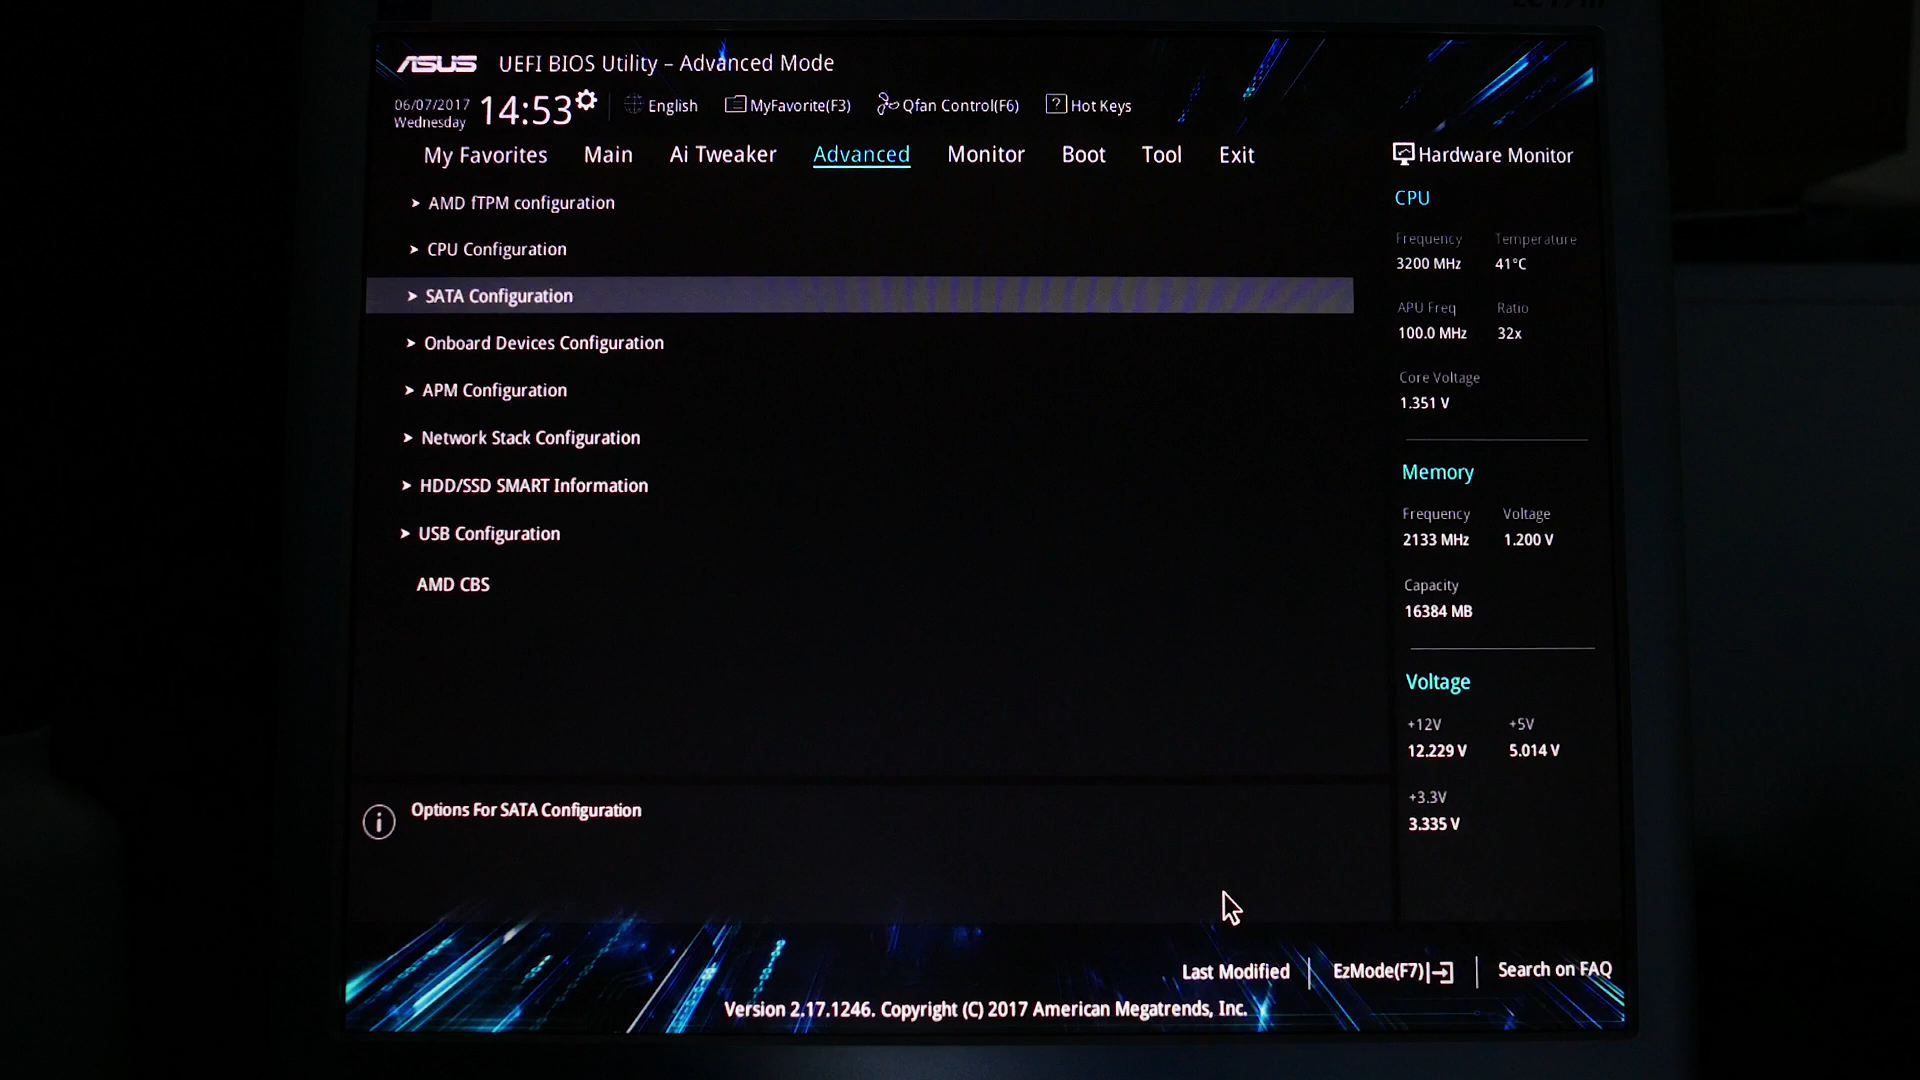 ASUS UEFI BIOS Utility – Advanced Mode
06/07/2017
Wednesday
14:53
English MyFavorite(F3) Qfan Control(F6) ? Hot Keys
My Favorites Main Ai Tweaker Advanced Monitor Boot Tool Exit
AMD fTPM configuration
CPU Configuration
SATA Configuration
Onboard Devices Configuration
APM Configuration
Network Stack Configuration
HDD/SSD SMART Information
USB Configuration
AMD CBS
Hardware Monitor
CPU
Frequency Temperature
3200 MHz 41°C
APU Freq Ratio
100.0 MHz 32x
Core Voltage
1.351 V
Memory
Frequency Voltage
2133 MHz 1.200 V
Capacity
16384 MB
Voltage
+12V +5V
12.229 V 5.014 V
+3.3V
3.335 V
Options For SATA Configuration
Last Modified EzMode(F7) Search on FAQ
Version 2.17.1246. Copyright (C) 2017 American Megatrends, Inc.